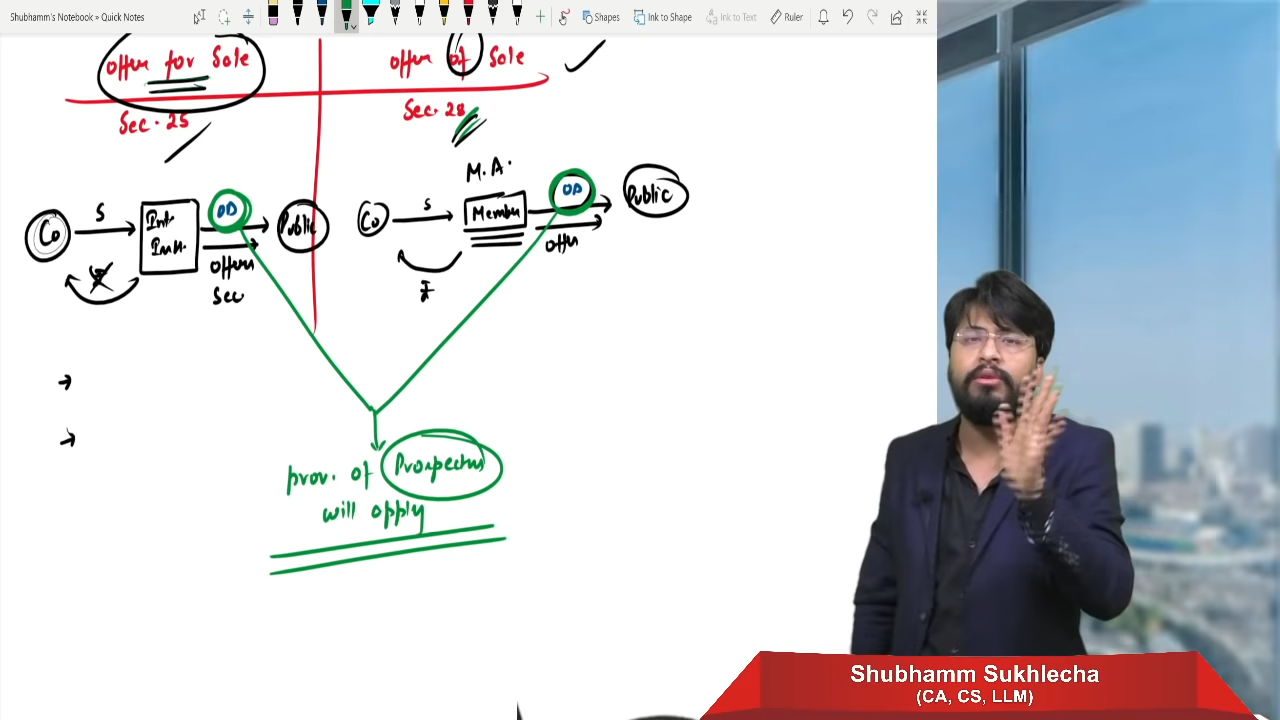 Shubhamm's Notebook » Quick Notes
Shapes
Ink to Shape
Ink to Text
Ruler
offer for Sale
offer of Sale
Sec. 25
Sec. 28
M.A.
Co
S
Int.
OD
Public
offers
Sec
Co
S
Member
OD
Public
offer
₹
₹
prov. of Prospectus
will apply
Shubhamm Sukhlecha
(CA, CS, LLM)